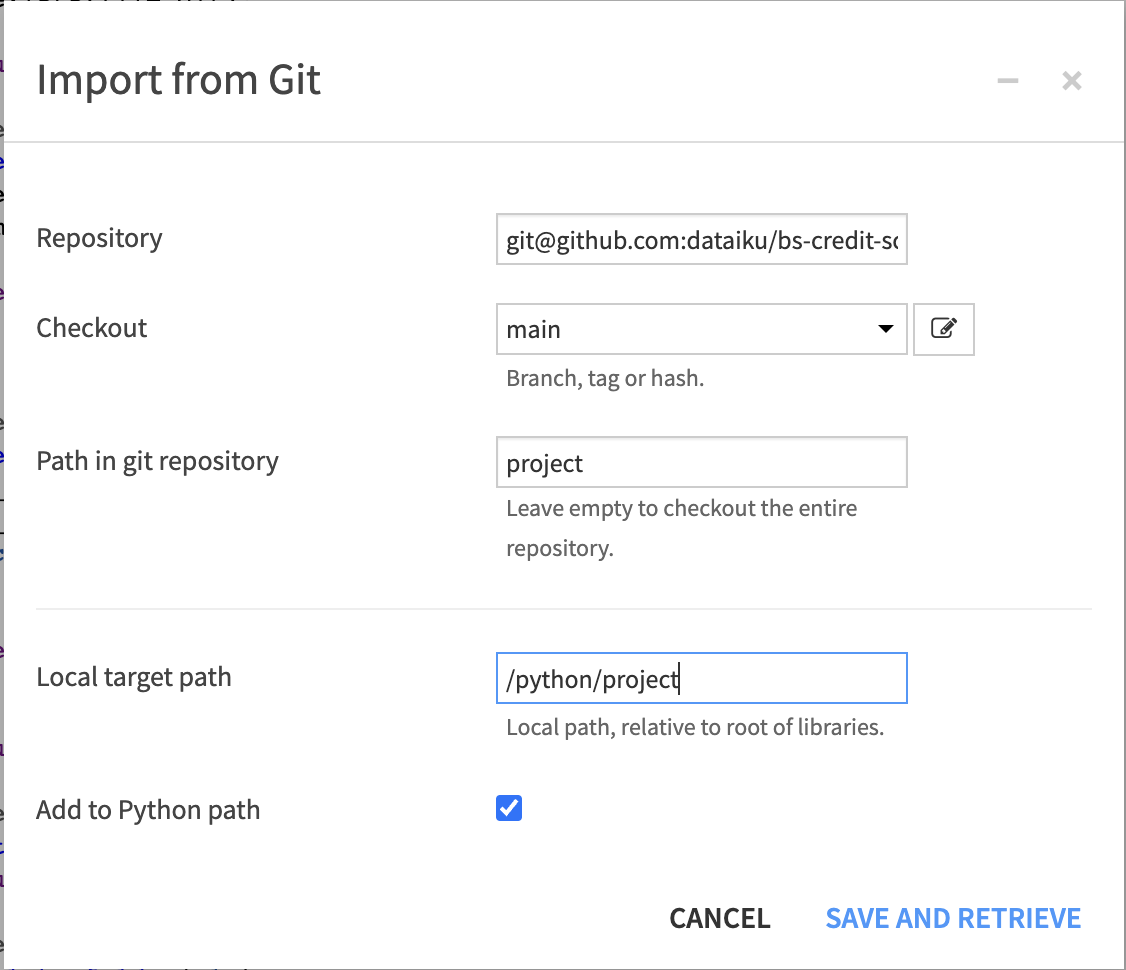 Import from Git
Repository
git@github.com:dataiku/bs-credit-sc
Checkout
main
Branch, tag or hash.
Path in git repository
project
Leave empty to checkout the entire
repository.
Local target path
/python/project
Local path, relative to root of libraries.
Add to Python path
CANCEL
SAVE AND RETRIEVE